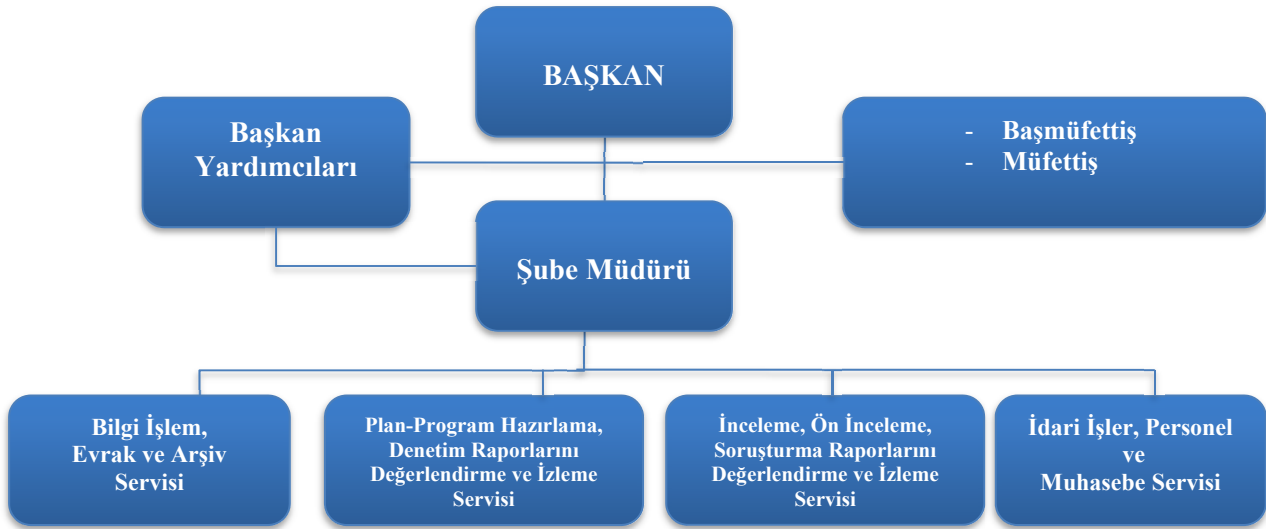 BAŞKAN
Başkan
Yardımcıları
- Başmüfettiş
- Müfettiş
Şube Müdürü
Bilgi İşlem,
Evrak ve Arşiv
Servisi
Plan-Program Hazırlama,
Denetim Raporlarını
Değerlendirme ve İzleme
Servisi
İnceleme, Ön İnceleme,
Soruşturma Raporlarını
Değerlendirme ve İzleme
Servisi
İdari İşler, Personel
ve
Muhasebe Servisi